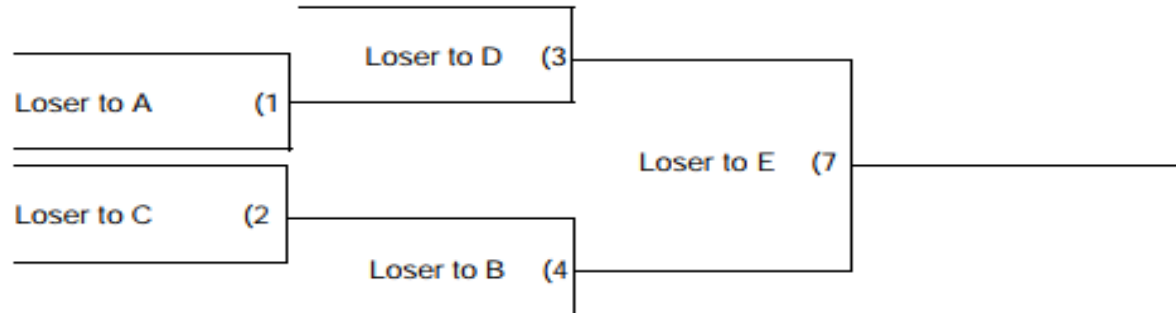 Loser to D (3
Loser to A (1
Loser to E (7
Loser to C (2
Loser to B (4